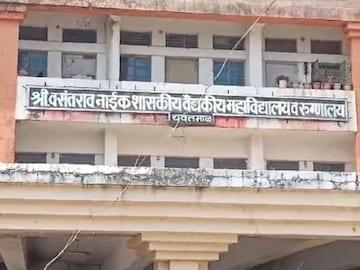 श्री वसंतराव नाईक शासकीय वैद्यकीय महाविद्यालय व रुग्णालय
यवतमाळ